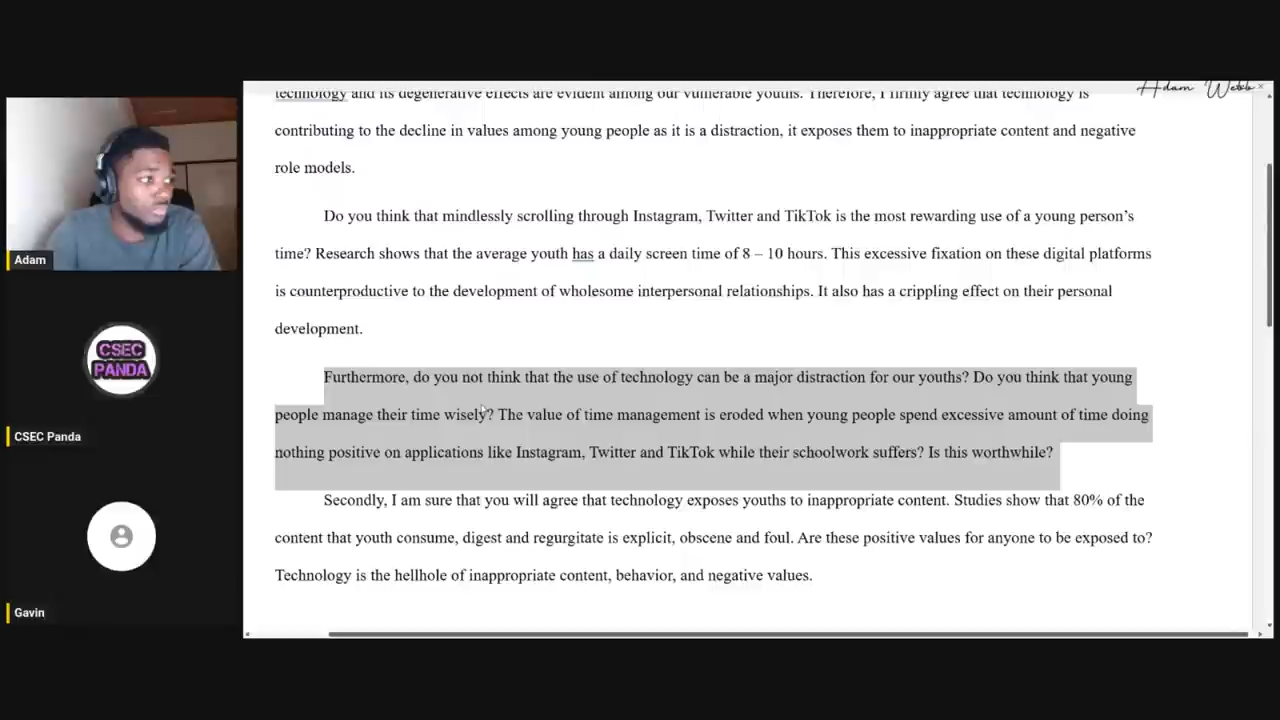 Adam Webb
technology and its degenerative effects are evident among our vulnerable youths. Therefore, I firmly agree that technology is
contributing to the decline in values among young people as it is a distraction, it exposes them to inappropriate content and negative
role models.
Do you think that mindlessly scrolling through Instagram, Twitter and TikTok is the most rewarding use of a young person's
time? Research shows that the average youth has a daily screen time of 8 – 10 hours. This excessive fixation on these digital platforms
is counterproductive to the development of wholesome interpersonal relationships. It also has a crippling effect on their personal
development.
Furthermore, do you not think that the use of technology can be a major distraction for our youths? Do you think that young
people manage their time wisely? The value of time management is eroded when young people spend excessive amount of time doing
nothing positive on applications like Instagram, Twitter and TikTok while their schoolwork suffers? Is this worthwhile?
Secondly, I am sure that you will agree that technology exposes youths to inappropriate content. Studies show that 80% of the
content that youth consume, digest and regurgitate is explicit, obscene and foul. Are these positive values for anyone to be exposed to?
Technology is the hellhole of inappropriate content, behavior, and negative values.
Adam
CSEC
PANDA
CSEC Panda
Gavin